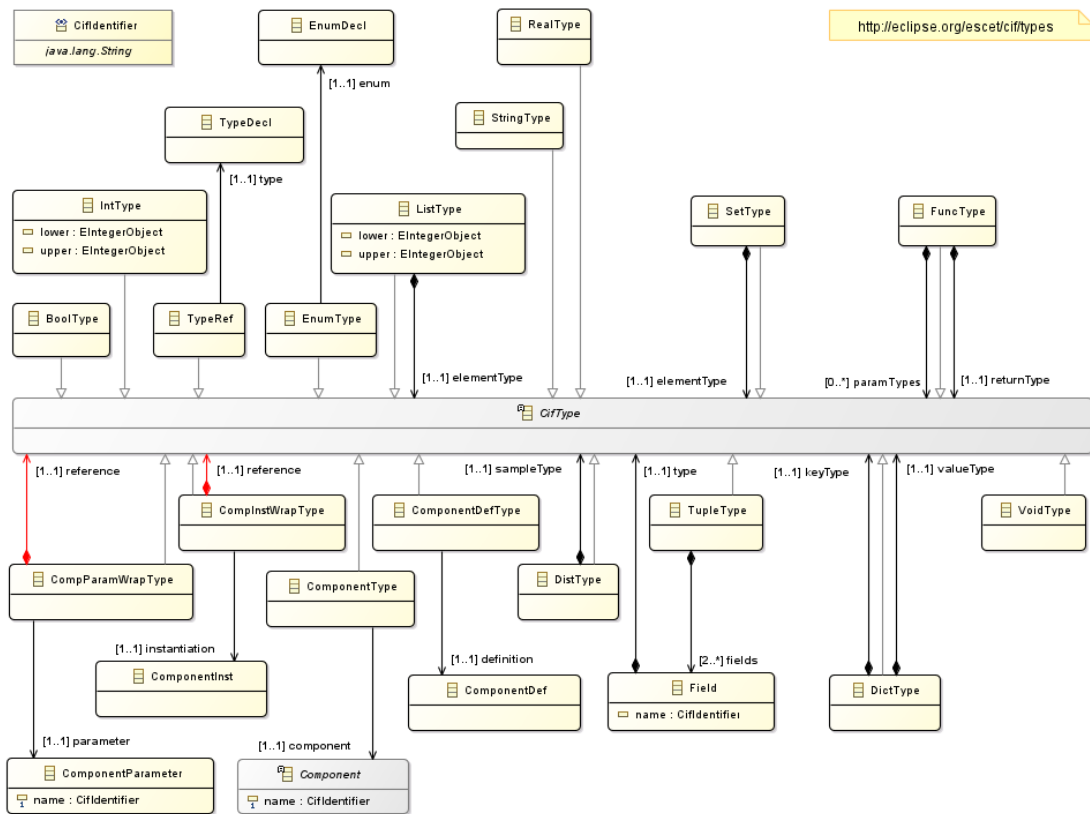 CifIdentifier
java.lang.String
EnumDecl
RealType
http://eclipse.org/escet/cif/types
[1..1] enum
TypeDecl
StringType
[1..1] type
IntType
lower : EIntegerObject
upper : EIntegerObject
ListType
lower : EIntegerObject
upper : EIntegerObject
SetType
FuncType
BoolType
TypeRef
EnumType
[1..1] elementType
[1..1] elementType
[0..*] paramTypes
[1..1] returnType
CifType
[1..1] reference
[1..1] reference
[1..1] sampleType
[1..1] type
[1..1] keyType
[1..1] valueType
CompInstWrapType
ComponentDefType
TupleType
VoidType
CompParamWrapType
ComponentType
DistType
[1..1] instantiation
[1..1] definition
[2..*] fields
ComponentInst
ComponentDef
Field
name : CifIdentifier
DictType
[1..1] parameter
[1..1] component
ComponentParameter
name : CifIdentifier
Component
name : CifIdentifier